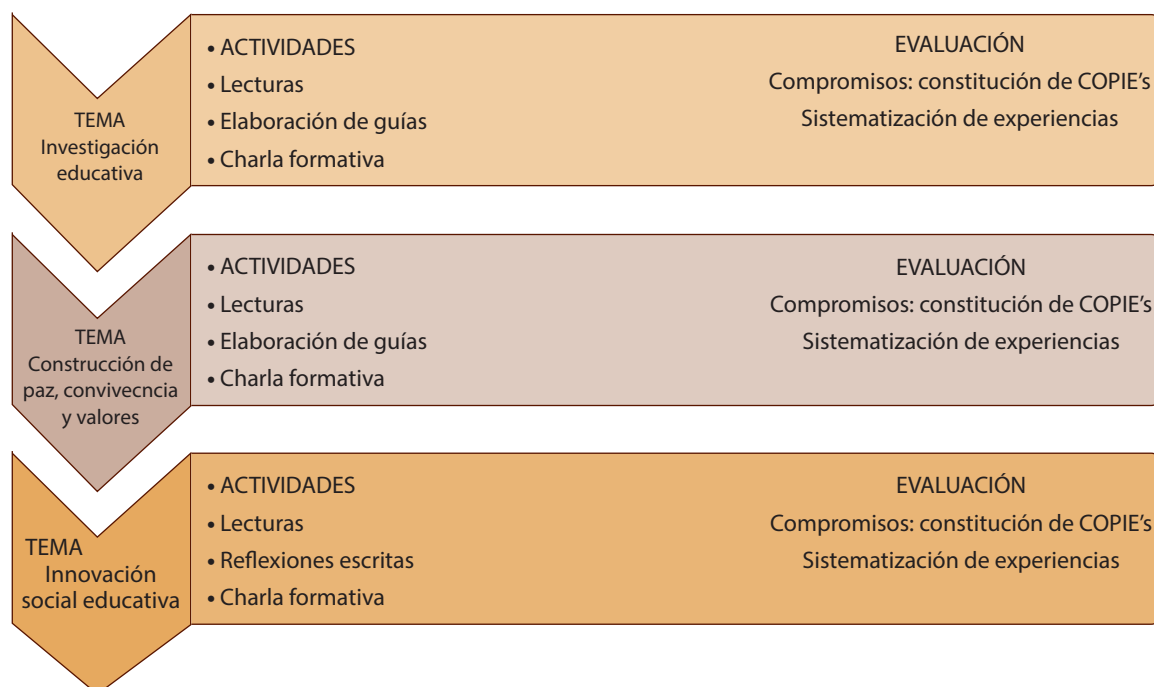 TEMA
Investigación
educativa
• ACTIVIDADES
• Lecturas
• Elaboración de guías
• Charla formativa
EVALUACIÓN
Compromisos: constitución de COPIE's
Sistematización de experiencias
TEMA
Construcción de
paz, convivecncia
y valores
• ACTIVIDADES
• Lecturas
• Elaboración de guías
• Charla formativa
EVALUACIÓN
Compromisos: constitución de COPIE's
Sistematización de experiencias
TEMA
Innovación
social educativa
• ACTIVIDADES
• Lecturas
• Reflexiones escritas
• Charla formativa
EVALUACIÓN
Compromisos: constitución de COPIE's
Sistematización de experiencias